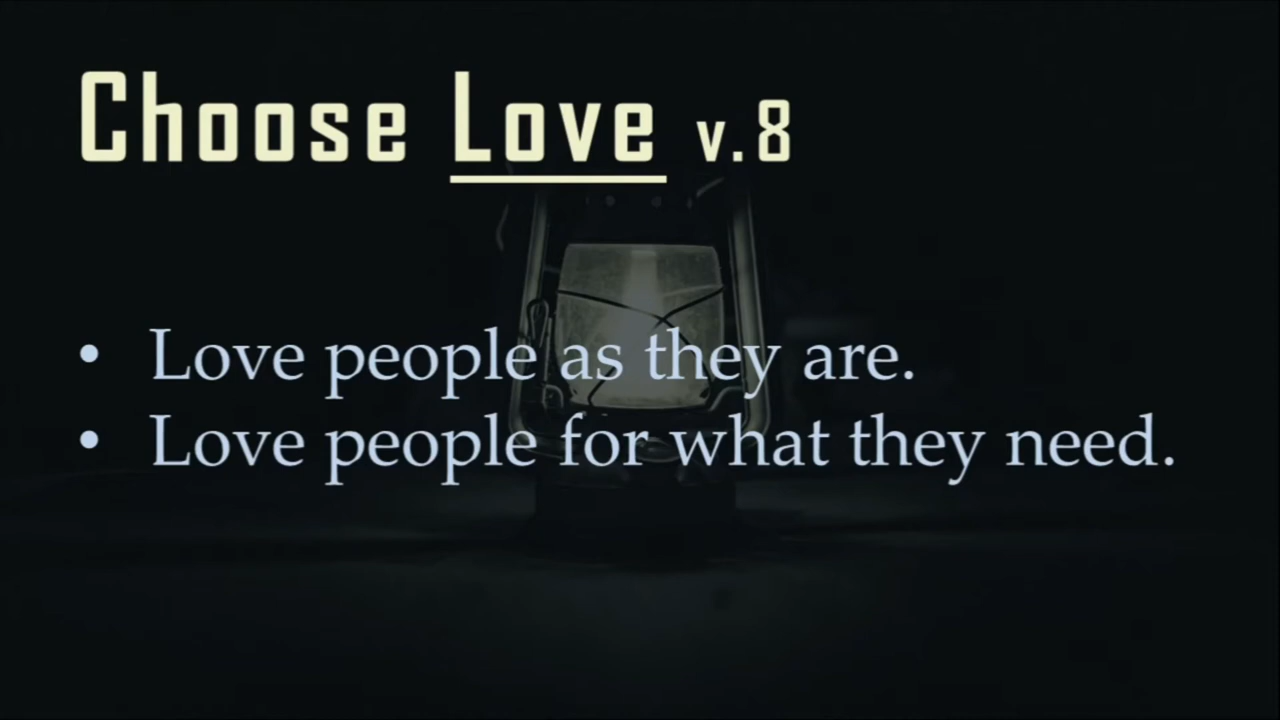 Choose Love v.8
• Love people as they are.
• Love people for what they need.